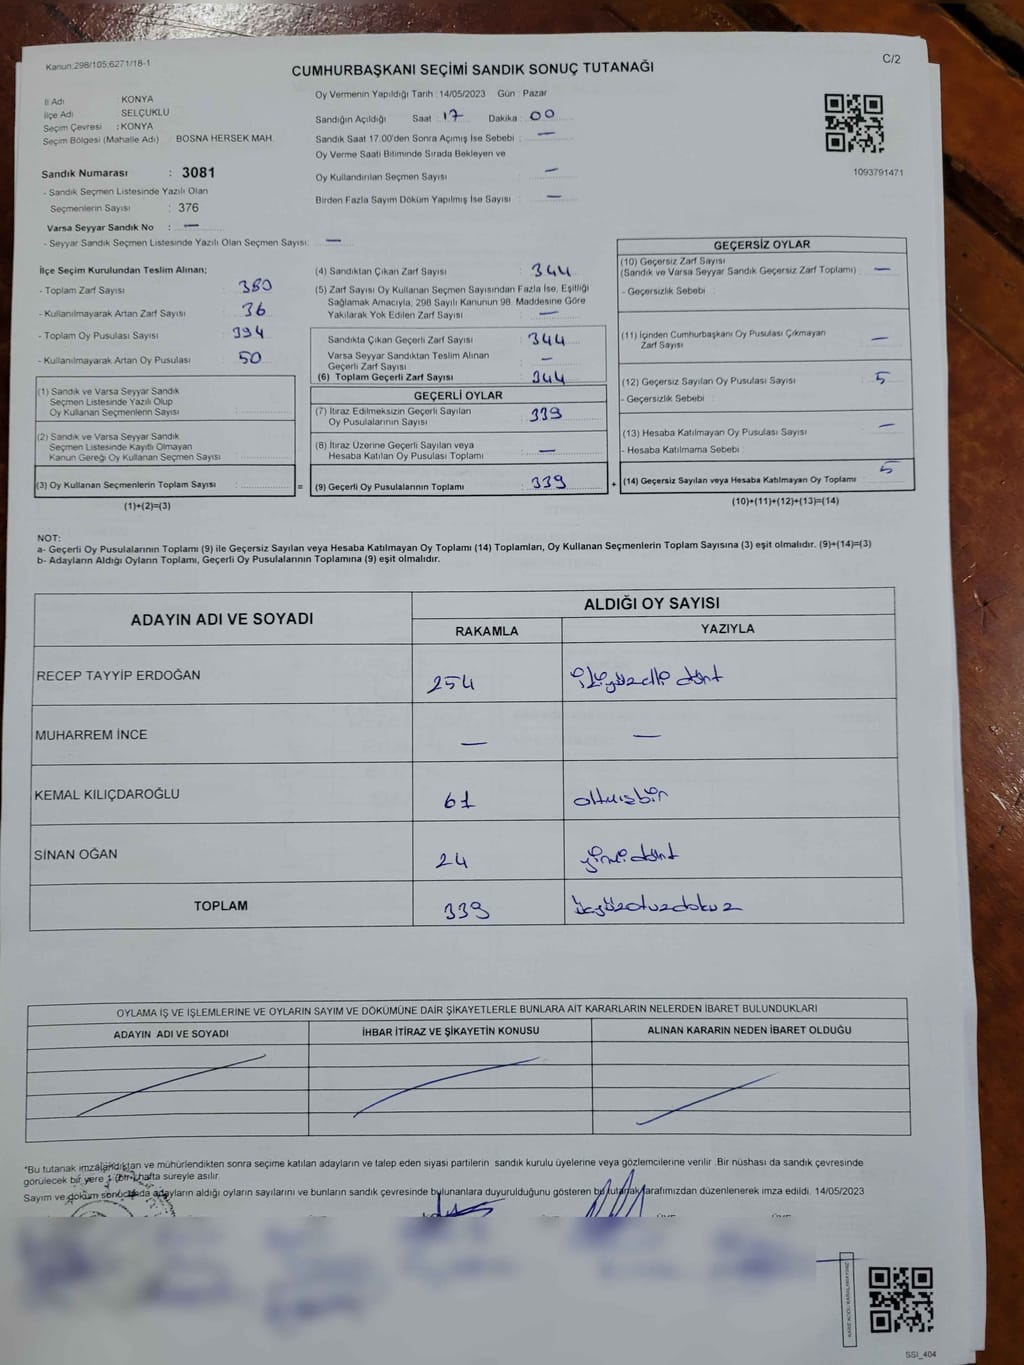 Kanun:298/105;6271/18-1
C/2
CUMHURBAŞKANI SEÇİMİ SANDIK SONUÇ TUTANAĞI
İl Adı KONYA
İlçe Adı SELÇUKLU
Seçim Çevresi : KONYA
Seçim Bölgesi (Mahalle Adı) BOSNA HERSEK MAH.
Sandık Numarası : 3081
- Sandık Seçmen Listesinde Yazılı Olan
Seçmenlerin Sayısı : 376
Varsa Seyyar Sandık No : —
- Seyyar Sandık Seçmen Listesinde Yazılı Olan Seçmen Sayısı: —
Oy Vermenin Yapıldığı Tarih : 14/05/2023 Gün : Pazar
Sandığın Açıldığı Saat : 17 Dakika : 00
Sandık Saat 17.00'den Sonra Açılmış İse Sebebi : —
Oy Verme Saati Bitiminde Sırada Bekleyen ve
Oy Kullandırılan Seçmen Sayısı : —
Birden Fazla Sayım Döküm Yapılmış İse Sayısı : —
1093791471
İlçe Seçim Kurulundan Teslim Alınan;
- Toplam Zarf Sayısı : 380
- Kullanılmayarak Artan Zarf Sayısı : 36
- Toplam Oy Pusulası Sayısı : 394
- Kullanılmayarak Artan Oy Pusulası : 50
(1) Sandık ve Varsa Seyyar Sandık
Seçmen Listesinde Yazılı Olup
Oy Kullanan Seçmenlerin Sayısı :
(2) Sandık ve Varsa Seyyar Sandık
Seçmen Listesinde Kayıtlı Olmayan
Kanun Gereği Oy Kullanan Seçmen Sayısı :
(3) Oy Kullanan Seçmenlerin Toplam Sayısı :
(1)+(2)=(3)
=
(4) Sandıktan Çıkan Zarf Sayısı : 344
(5) Zarf Sayısı Oy Kullanan Seçmen Sayısından Fazla İse, Eşitliği
Sağlamak Amacıyla, 298 Sayılı Kanunun 98. Maddesine Göre
Yakılarak Yok Edilen Zarf Sayısı : —
Sandıkta Çıkan Geçerli Zarf Sayısı : 344
Varsa Seyyar Sandıktan Teslim Alınan
Geçerli Zarf Sayısı : —
(6) Toplam Geçerli Zarf Sayısı : 344
GEÇERLİ OYLAR
(7) İtiraz Edilmeksizin Geçerli Sayılan
Oy Pusulalarının Sayısı : 339
(8) İtiraz Üzerine Geçerli Sayılan veya
Hesaba Katılan Oy Pusulası Toplamı : —
(9) Geçerli Oy Pusulalarının Toplamı : 339
+
GEÇERSİZ OYLAR
(10) Geçersiz Zarf Sayısı
(Sandık ve Varsa Seyyar Sandık Geçersiz Zarf Toplamı) : —
- Geçersizlik Sebebi :
(11) İçinden Cumhurbaşkanı Oy Pusulası Çıkmayan
Zarf Sayısı : —
(12) Geçersiz Sayılan Oy Pusulası Sayısı : 5
- Geçersizlik Sebebi :
(13) Hesaba Katılmayan Oy Pusulası Sayısı : —
- Hesaba Katılmama Sebebi :
(14) Geçersiz Sayılan veya Hesaba Katılmayan Oy Toplamı : 5
(10)+(11)+(12)+(13)=(14)
NOT:
a- Geçerli Oy Pusulalarının Toplamı (9) ile Geçersiz Sayılan veya Hesaba Katılmayan Oy Toplamı (14) Toplamları, Oy Kullanan Seçmenlerin Toplam Sayısına (3) eşit olmalıdır. (9)+(14)=(3)
b- Adayların Aldığı Oyların Toplamı, Geçerli Oy Pusulalarının Toplamına (9) eşit olmalıdır.
ADAYIN ADI VE SOYADI
ALDIĞI OY SAYISI
RAKAMLA YAZIYLA
RECEP TAYYİP ERDOĞAN 254 ikiyüzelli dört
MUHARREM İNCE — —
KEMAL KILIÇDAROĞLU 61 altmışbir
SİNAN OĞAN 24 yirmi dört
TOPLAM 339 üçyüzotuzdokuz
OYLAMA İŞ VE İŞLEMLERİNE VE OYLARIN SAYIM VE DÖKÜMÜNE DAİR ŞİKAYETLERLE BUNLARA AİT KARARLARIN NELERDEN İBARET BULUNDUKLARI
ADAYIN ADI VE SOYADI İHBAR İTİRAZ VE ŞİKAYETİN KONUSU ALINAN KARARIN NEDEN İBARET OLDUĞU
*Bu tutanak imzalandıktan ve mühürlendikten sonra seçime katılan adayların ve talep eden siyasi partilerin sandık kurulu üyelerine veya gözlemcilerine verilir .Bir nüshası da sandık çevresinde
görülecek bir yere 1 (bir) hafta süreyle asılır.
Sayım ve döküm sonucunda adayların aldığı oyların sayılarını ve bunların sandık çevresinde bulunanlara duyurulduğunu gösteren bu tutanak tarafımızdan düzenlenerek imza edildi. 14/05/2023
KARE KODU KARALAMAYINIZ
SSI_404